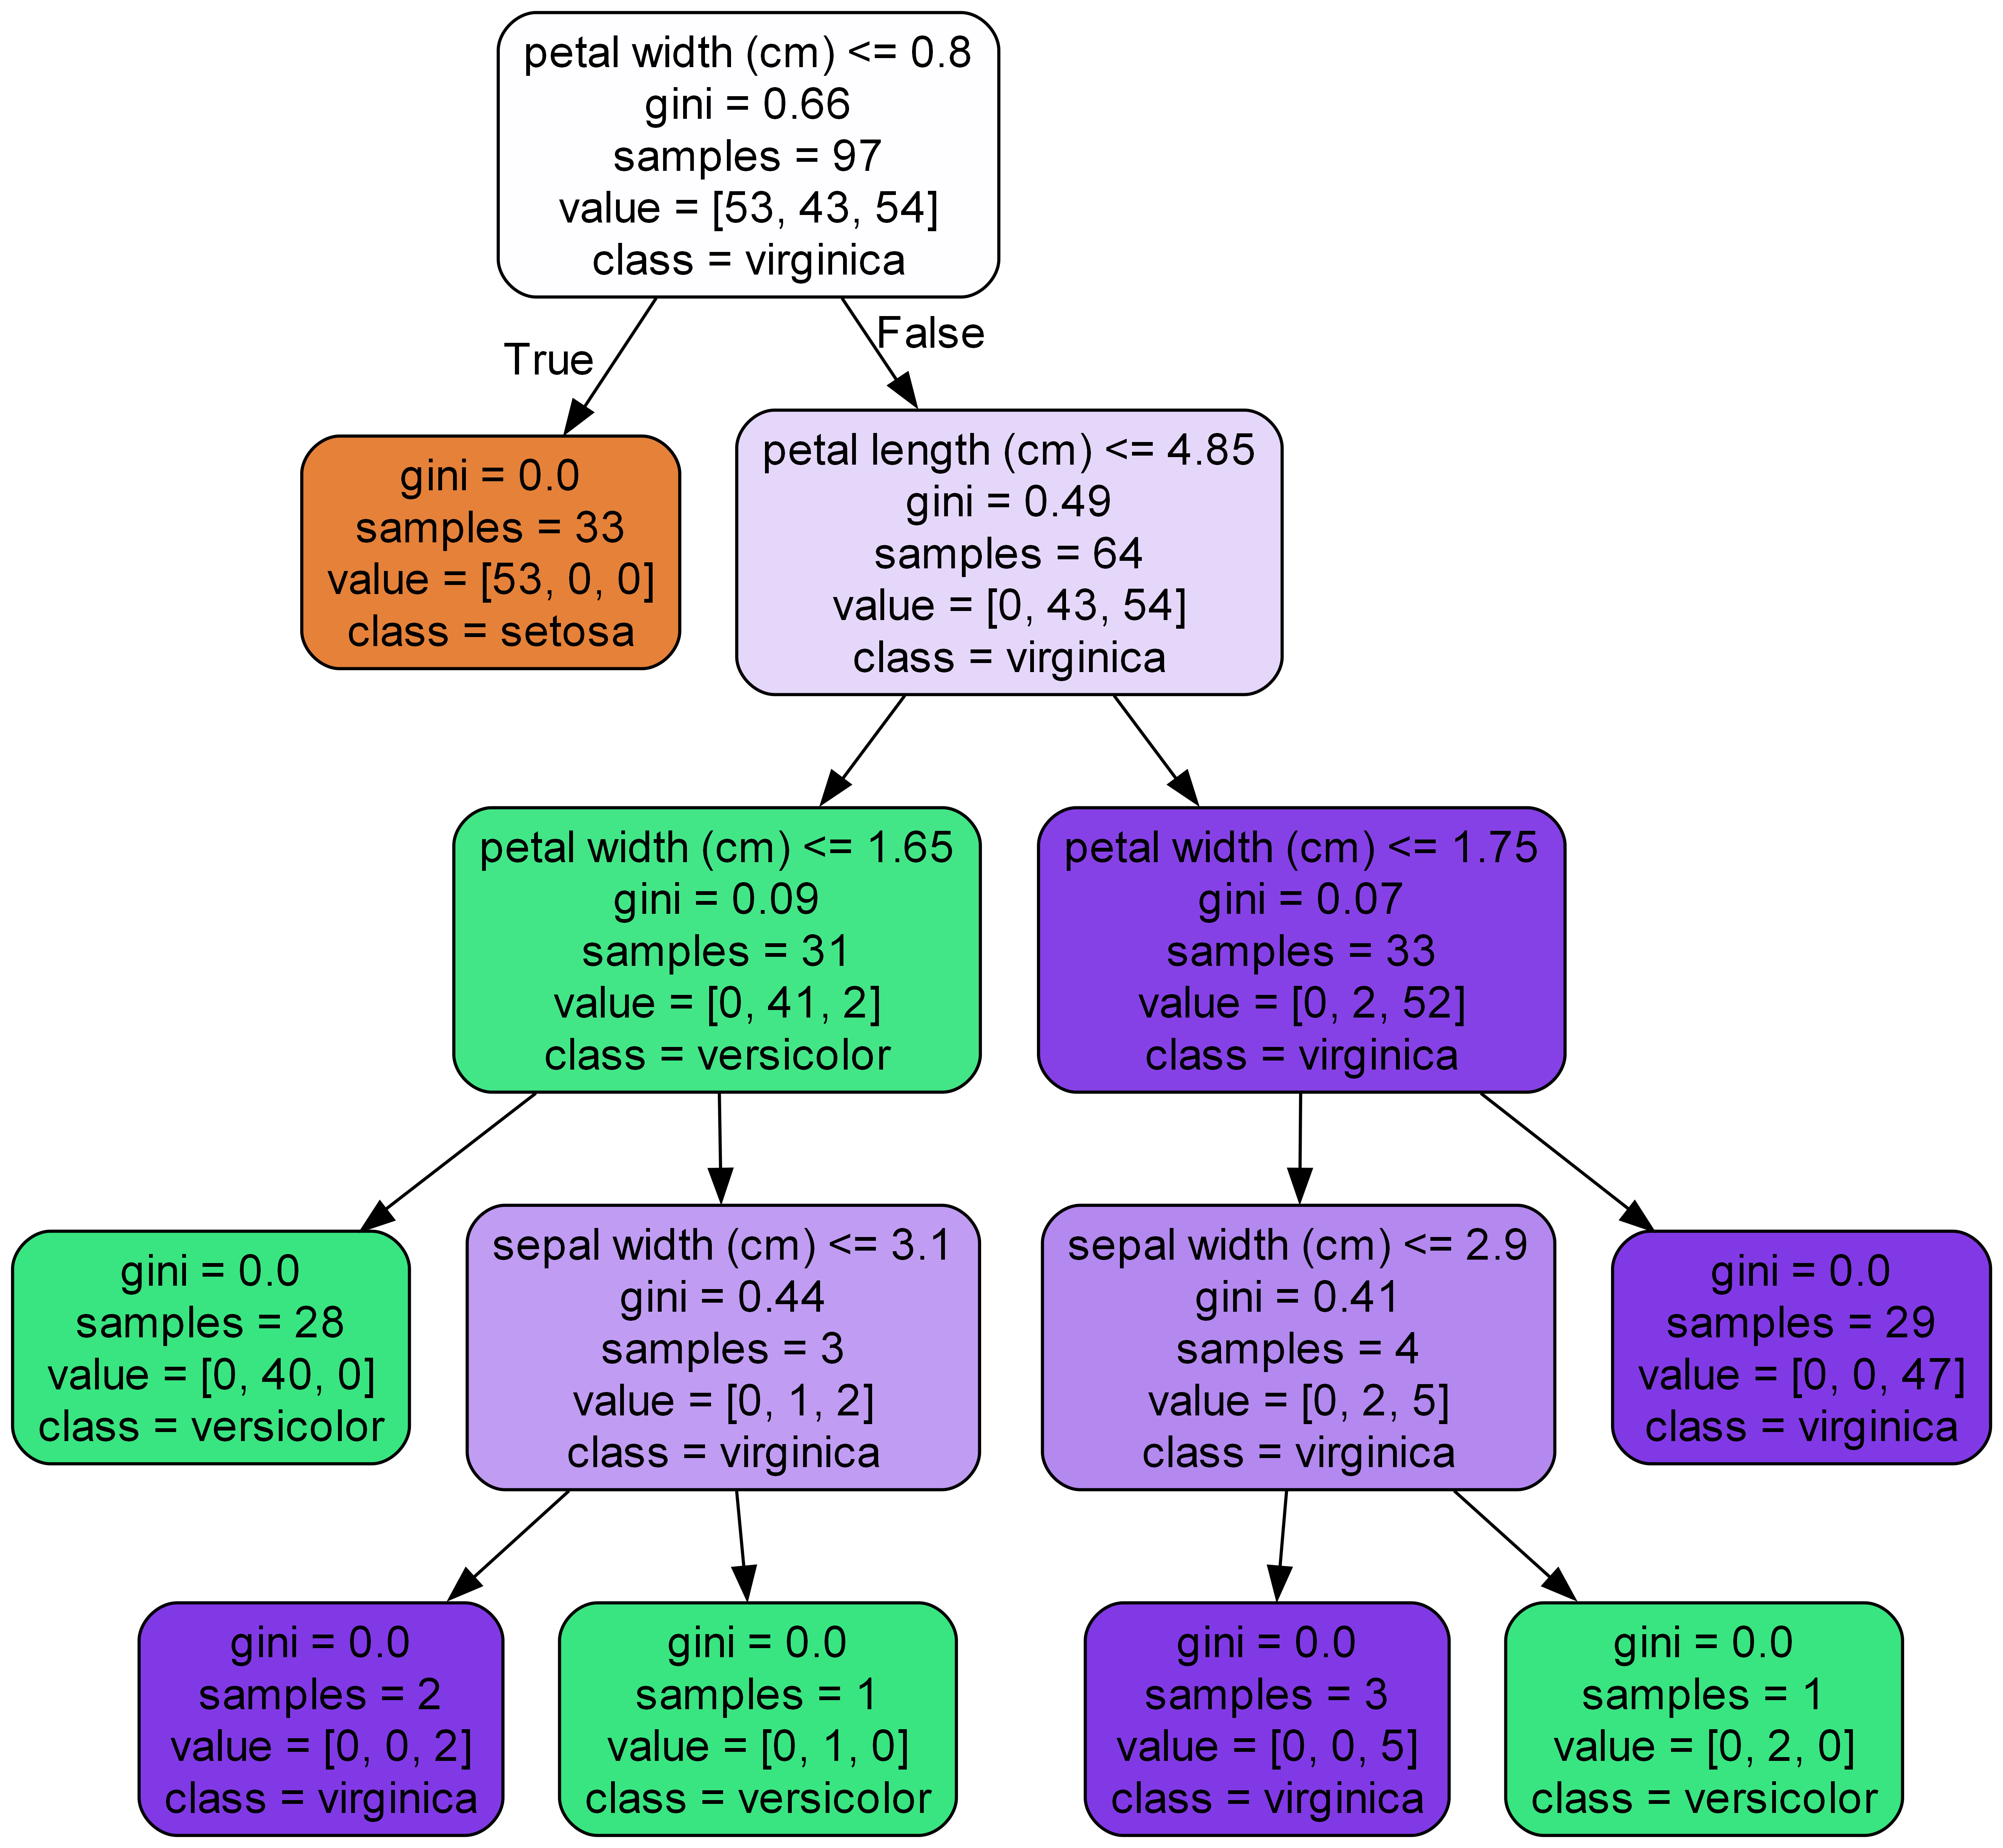 petal width (cm) <= 0.8
gini = 0.66
samples = 97
value = [53, 43, 54]
class = virginica
True
False
gini = 0.0
samples = 33
value = [53, 0, 0]
class = setosa
petal length (cm) <= 4.85
gini = 0.49
samples = 64
value = [0, 43, 54]
class = virginica
petal width (cm) <= 1.65
gini = 0.09
samples = 31
value = [0, 41, 2]
class = versicolor
petal width (cm) <= 1.75
gini = 0.07
samples = 33
value = [0, 2, 52]
class = virginica
gini = 0.0
samples = 28
value = [0, 40, 0]
class = versicolor
sepal width (cm) <= 3.1
gini = 0.44
samples = 3
value = [0, 1, 2]
class = virginica
sepal width (cm) <= 2.9
gini = 0.41
samples = 4
value = [0, 2, 5]
class = virginica
gini = 0.0
samples = 29
value = [0, 0, 47]
class = virginica
gini = 0.0
samples = 2
value = [0, 0, 2]
class = virginica
gini = 0.0
samples = 1
value = [0, 1, 0]
class = versicolor
gini = 0.0
samples = 3
value = [0, 0, 5]
class = virginica
gini = 0.0
samples = 1
value = [0, 2, 0]
class = versicolor